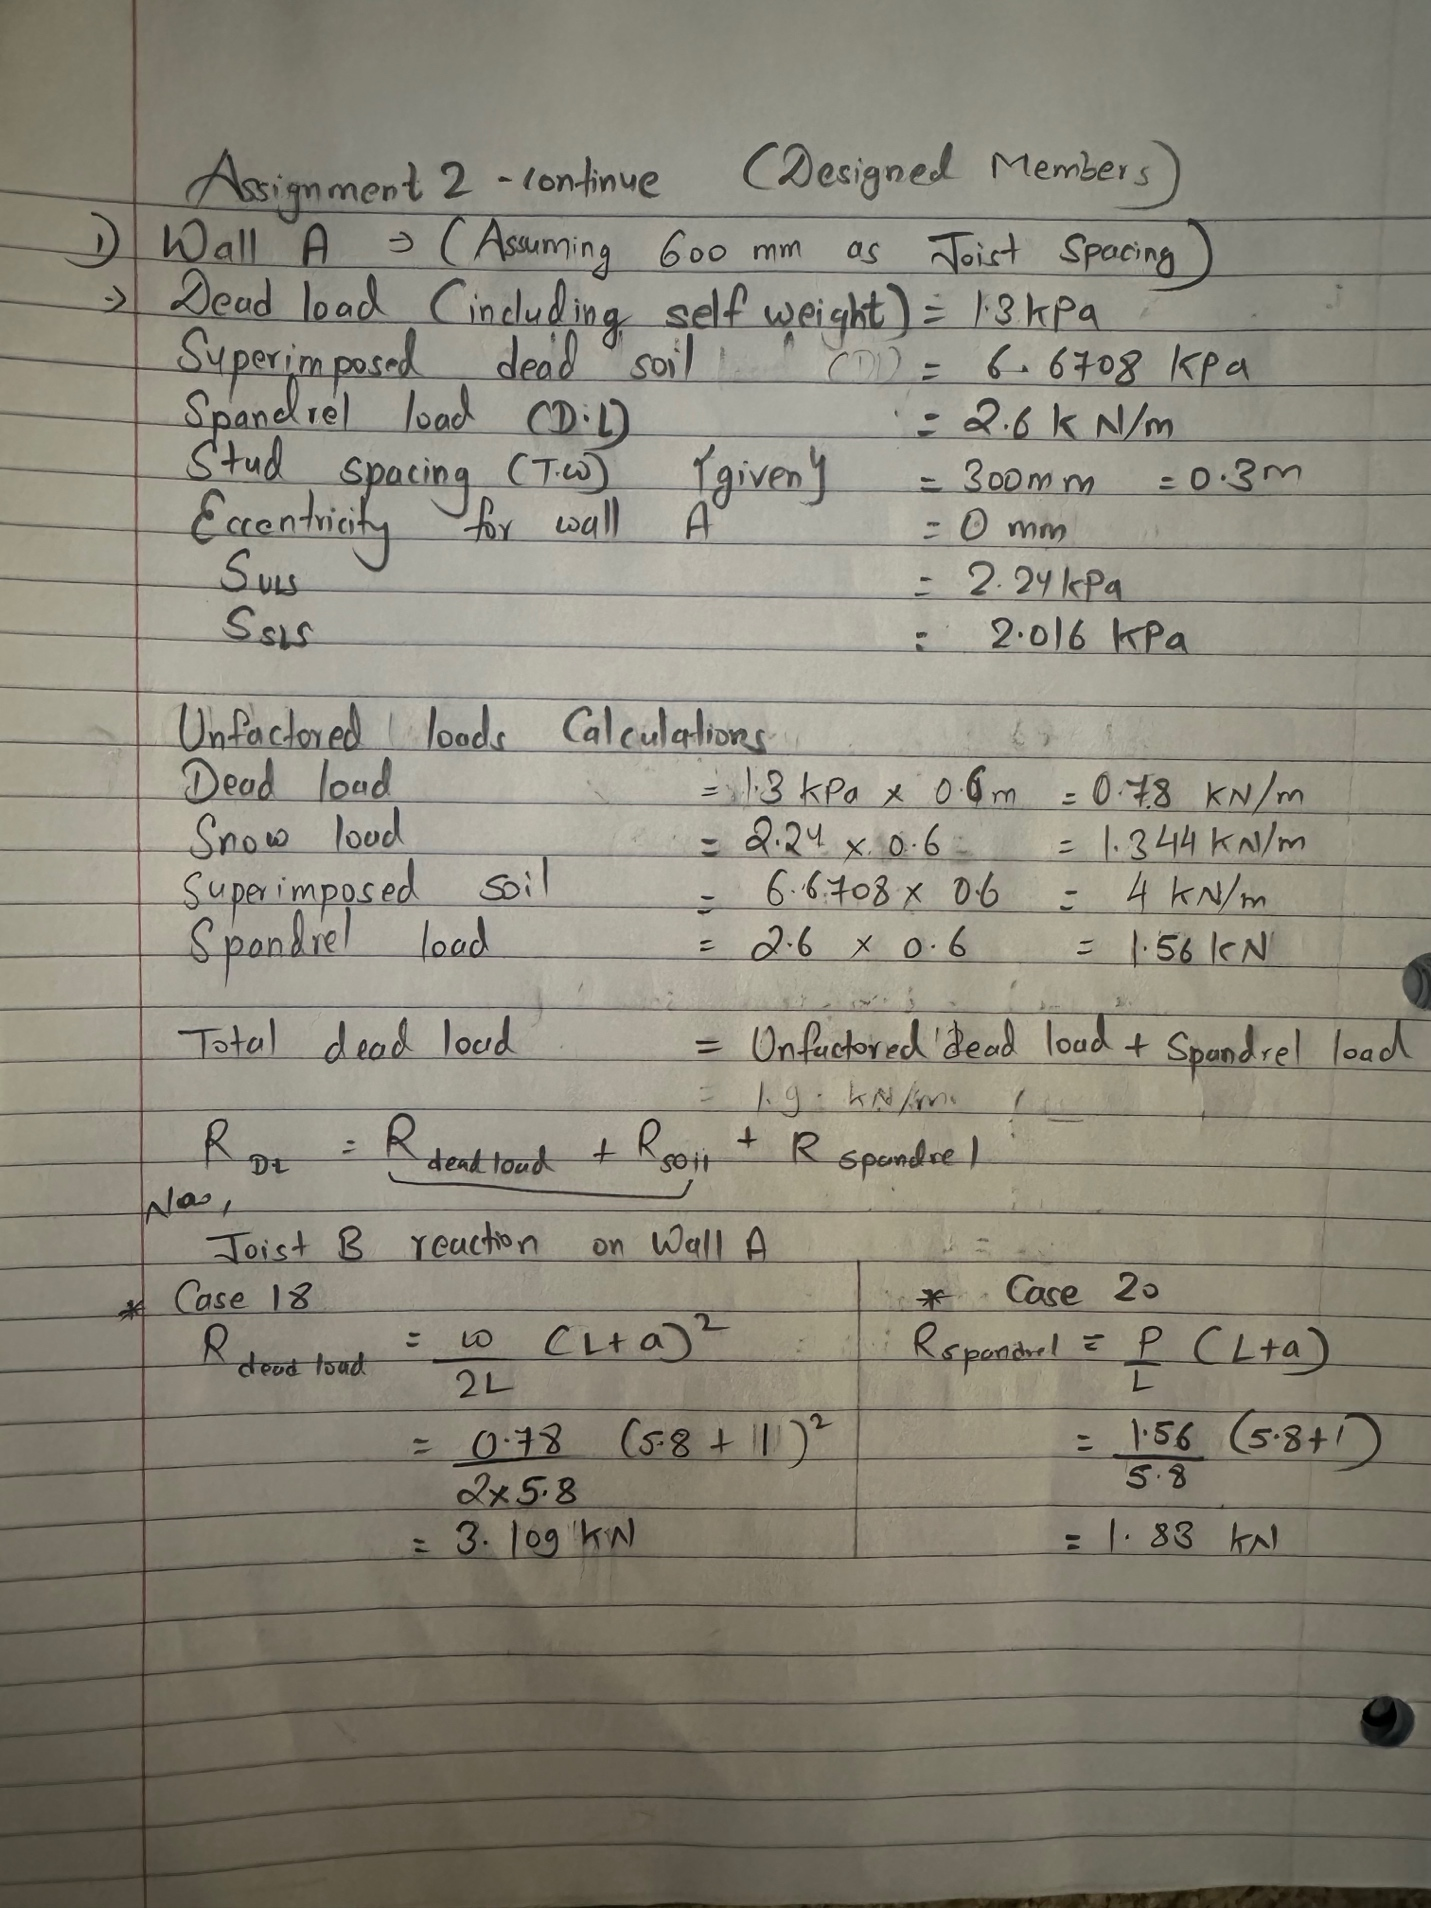 Assignment 2 - continue (Designed Members)
1) Wall A ⇒ (Assuming 600 mm as Joist Spacing)
→ Dead load (including self weight) = 1.3 kPa
Superimposed dead soil (DL) = 6.6708 KPa
Spandrel load (D.L) = 2.6 k N/m
Stud spacing (T.W) {given} = 300mm = 0.3m
Eccentricity for wall A = 0 mm
SULS = 2.24 kPa
SSLS = 2.016 KPa
Unfactored loads Calculations
Dead load = 1.3 kPa x 0.6m = 0.78 KN/m
Snow load = 2.24 x 0.6 = 1.344 KN/m
Superimposed soil = 6.6708 x 0.6 = 4 KN/m
Spandrel load = 2.6 x 0.6 = 1.56 KN
Total dead load = Unfactored dead load + Spandrel load
= 1.9 kN/m
R DL = R dead load + R soil + R spandrel
Now,
Joist B reaction on Wall A
* Case 18
R dead load = w/2L (L+a)²
= 0.78/2x5.8 (5.8 + 1)²
= 3.109 KN
* Case 20
R spandrel = P/L (L+a)
= 1.56/5.8 (5.8+1)
= 1.83 KN